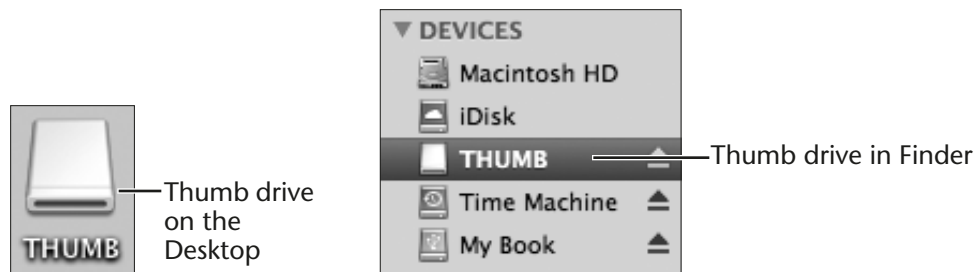 THUMB
Thumb drive
on the
Desktop
DEVICES
Macintosh HD
iDisk
THUMB
Time Machine
My Book
Thumb drive in Finder